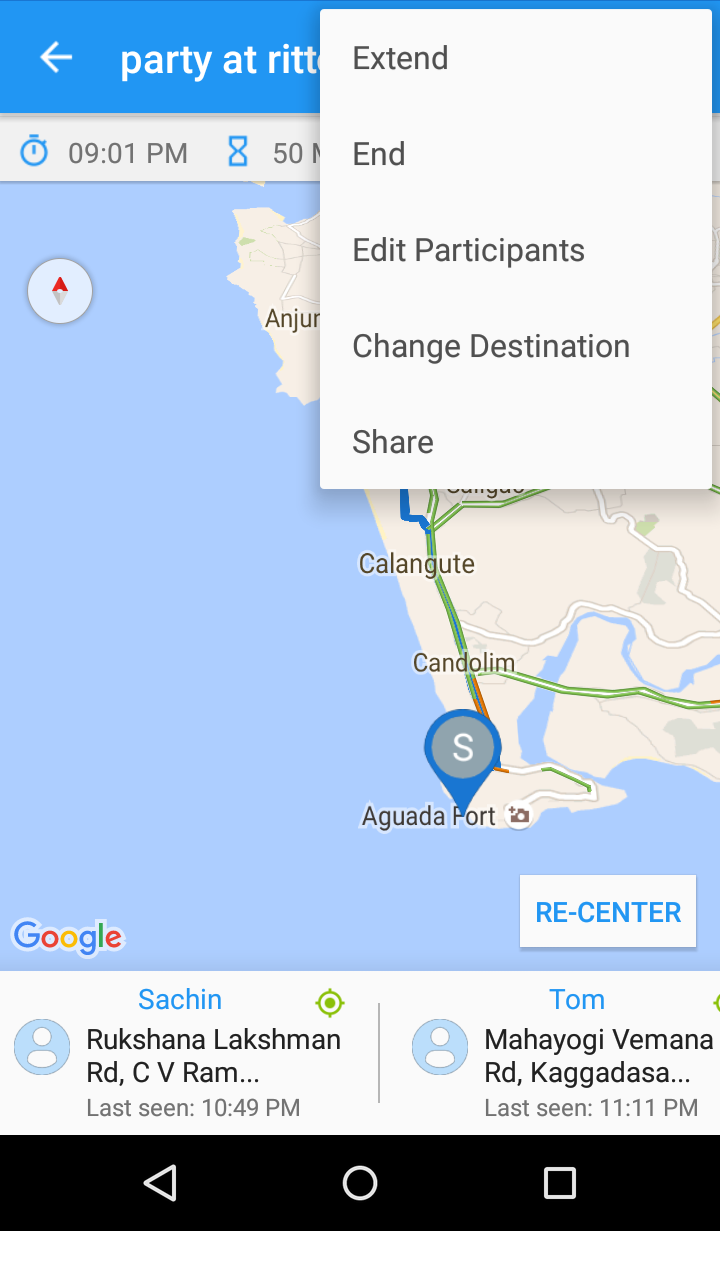 party at ritt
Extend
09:01 PM
50
End
Edit Participants
Anjur
Change Destination
Share
Calangute
Candolim
S
Aguada Fort
RE-CENTER
Google
Sachin
Rukshana Lakshman
Rd, C V Ram...
Last seen: 10:49 PM
Tom
Mahayogi Vemana
Rd, Kaggadasa...
Last seen: 11:11 PM